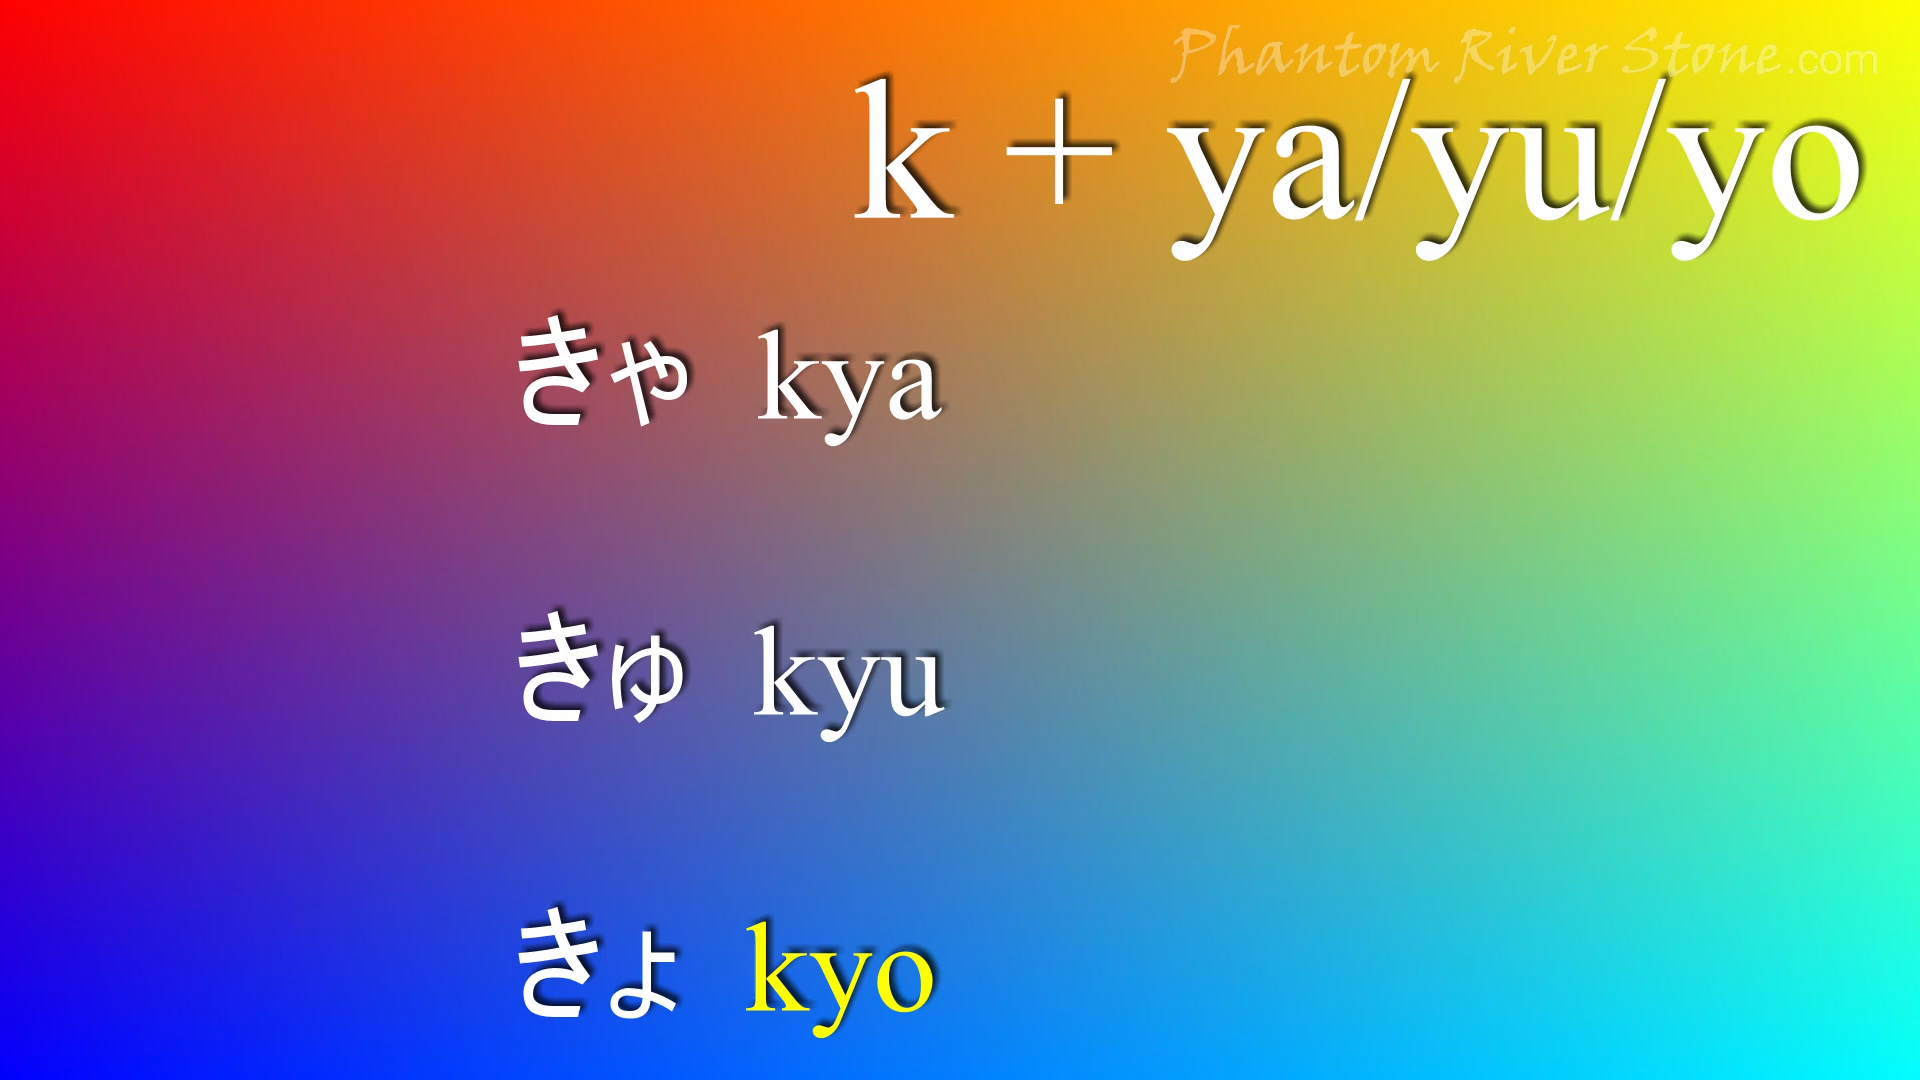 Phantom River Stone.com
k + ya/yu/yo
きゃ kya
きゅ kyu
きょ kyo